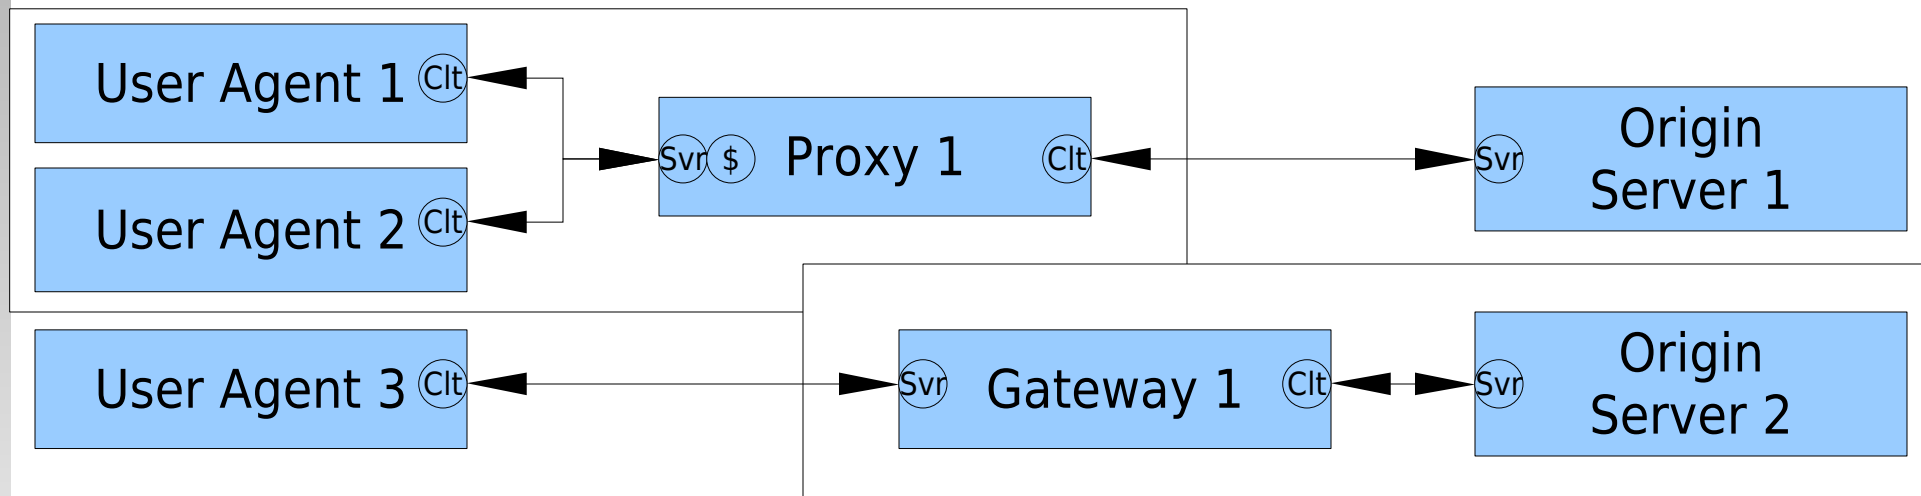 User Agent 1 Clt
Svr $ Proxy 1 Clt
Svr Origin
Server 1
User Agent 2 Clt
User Agent 3 Clt
Svr Gateway 1 Clt
Svr Origin
Server 2